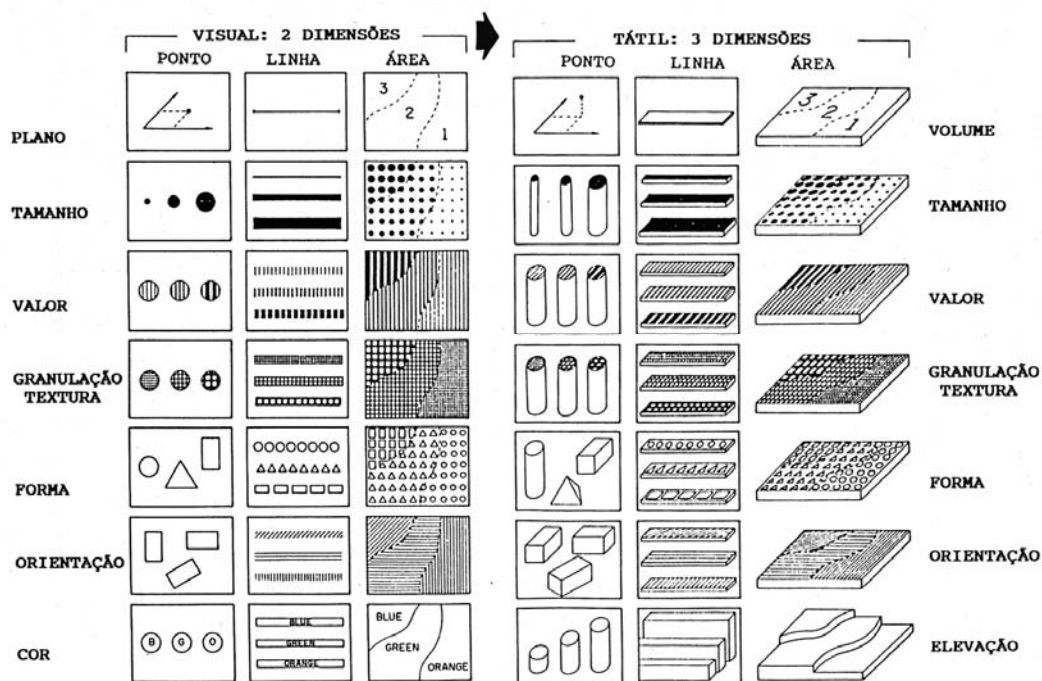 VISUAL: 2 DIMENSÕES
TÁTIL: 3 DIMENSÕES
PONTO LINHA ÁREA
PONTO LINHA ÁREA
PLANO
3
2
1
3
2
1
VOLUME
TAMANHO
TAMANHO
VALOR
VALOR
GRANULAÇÃO
TEXTURA
GRANULAÇÃO
TEXTURA
FORMA
FORMA
ORIENTAÇÃO
ORIENTAÇÃO
COR
B G O
BLUE
GREEN
ORANGE
BLUE
GREEN
ORANGE
ELEVAÇÃO